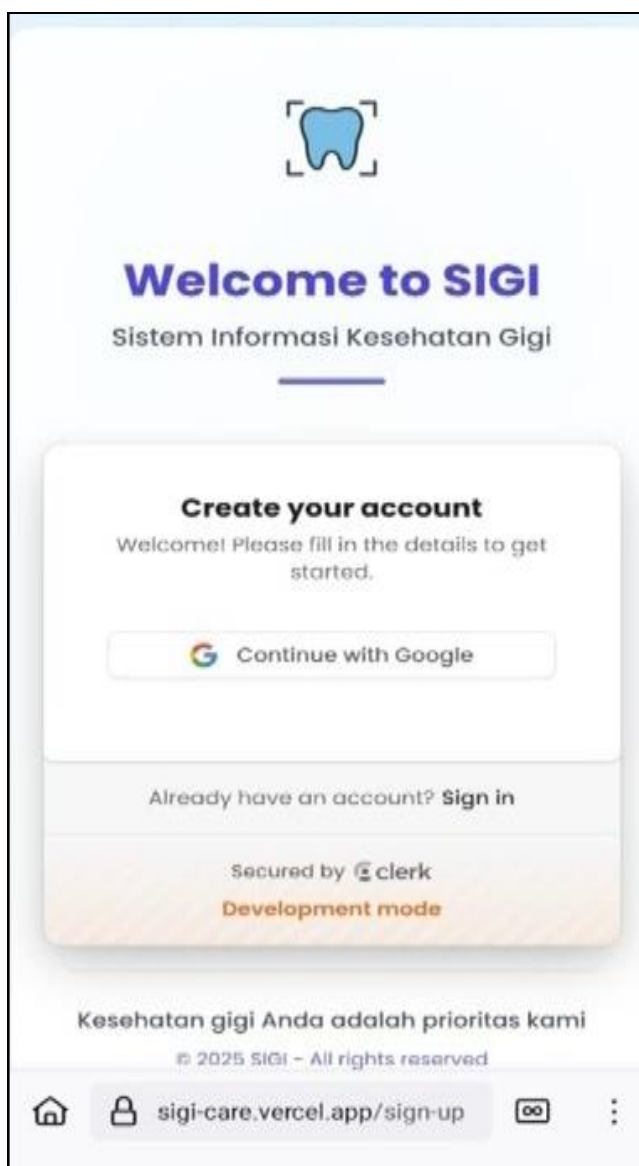 Welcome to SIGI
Sistem Informasi Kesehatan Gigi
Create your account
Welcome! Please fill in the details to get
started.
Continue with Google
Already have an account? Sign in
Secured by clerk
Development mode
Kesehatan gigi Anda adalah prioritas kami
© 2025 SIGI - All rights reserved
sigi-care.vercel.app/sign-up